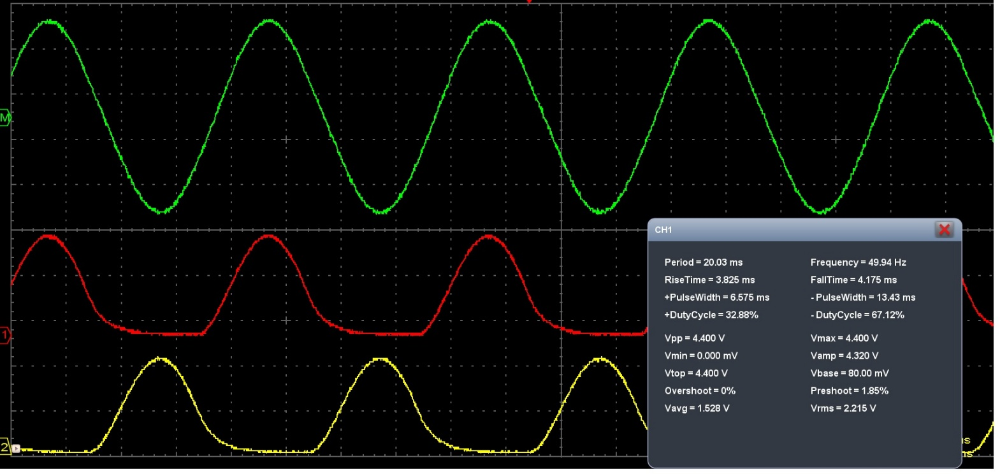 M
CH1
Period = 20.03 ms
Frequency = 49.94 Hz
RiseTime = 3.825 ms
FallTime = 4.175 ms
+PulseWidth = 6.575 ms
- PulseWidth = 13.43 ms
+DutyCycle = 32.88%
- DutyCycle = 67.12%
1
Vpp = 4.400 V
Vmax = 4.400 V
Vmin = 0.000 mV
Vamp = 4.320 V
Vtop = 4.400 V
Vbase = 80.00 mV
Overshoot = 0%
Preshoot = 1.85%
Vavg = 1.528 V
Vrms = 2.215 V
2